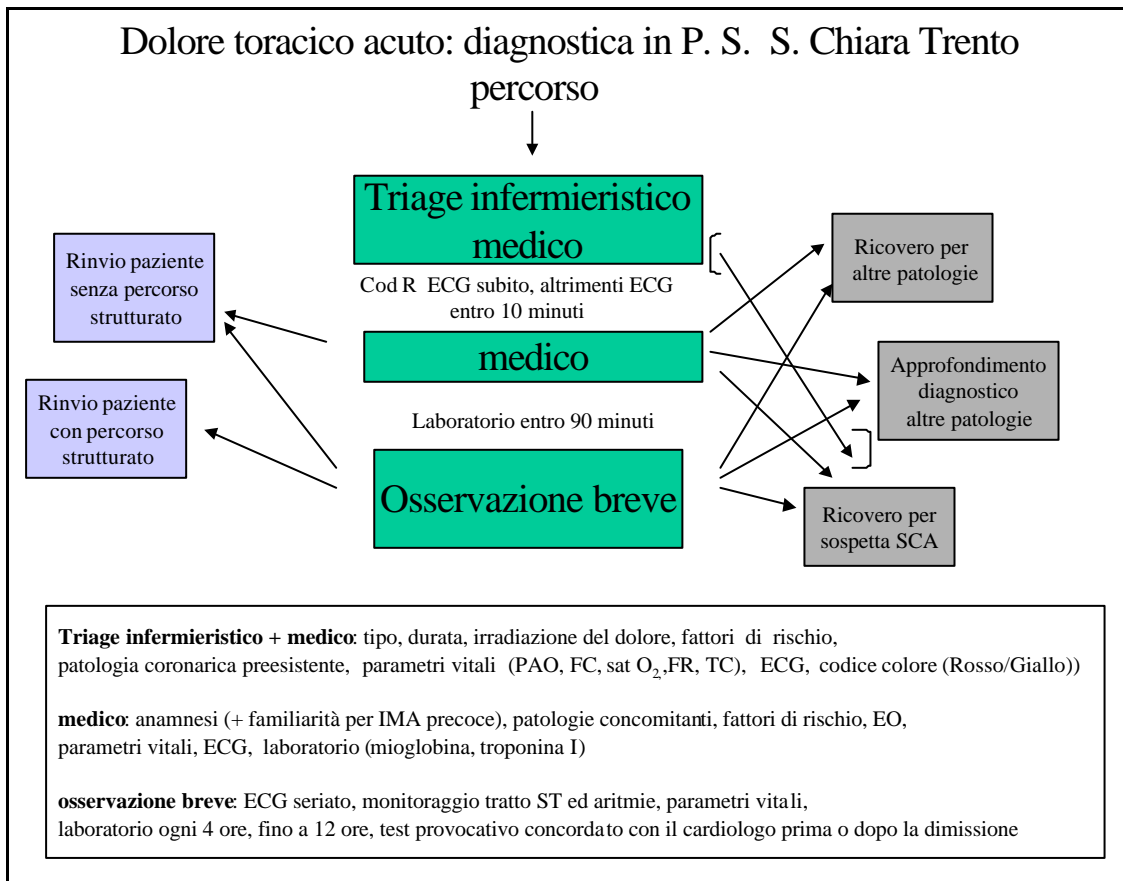 Dolore toracico acuto: diagnostica in P. S.  S. Chiara Trento
percorso
Triage infermieristico
medico
Cod R  ECG subito, altrimenti ECG
entro 10 minuti
medico
Laboratorio entro 90 minuti
Osservazione breve
Rinvio paziente
senza percorso
strutturato
Rinvio paziente
con percorso
strutturato
Ricovero per
altre patologie
Approfondimento
diagnostico
altre patologie
Ricovero per
sospetta SCA
Triage infermieristico + medico: tipo, durata, irradiazione del dolore, fattori di rischio,
patologia coronarica preesistente, parametri vitali (PAO, FC, sat O2,FR, TC), ECG, codice colore (Rosso/Giallo))
medico: anamnesi (+ familiarità per IMA precoce), patologie concomitanti, fattori di rischio, EO,
parametri vitali, ECG, laboratorio (mioglobina, troponina I)
osservazione breve: ECG seriato, monitoraggio tratto ST ed aritmie, parametri vitali,
laboratorio ogni 4 ore, fino a 12 ore, test provocativo concordato con il cardiologo prima o dopo la dimissione